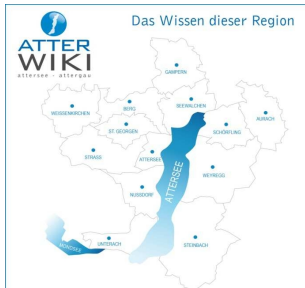 Das Wissen dieser Region
ATTER
WIKI
attersee - attergau
GAMPERN
WEISSENKIRCHEN
BERG
SEEWALCHEN
AURACH
ST. GEORGEN
SCHÖRFLING
STRASS
ATTERSEE
ATTERSEE
WEYREGG
NUSSDORF
MONDSEE
UNTERACH
STEINBACH